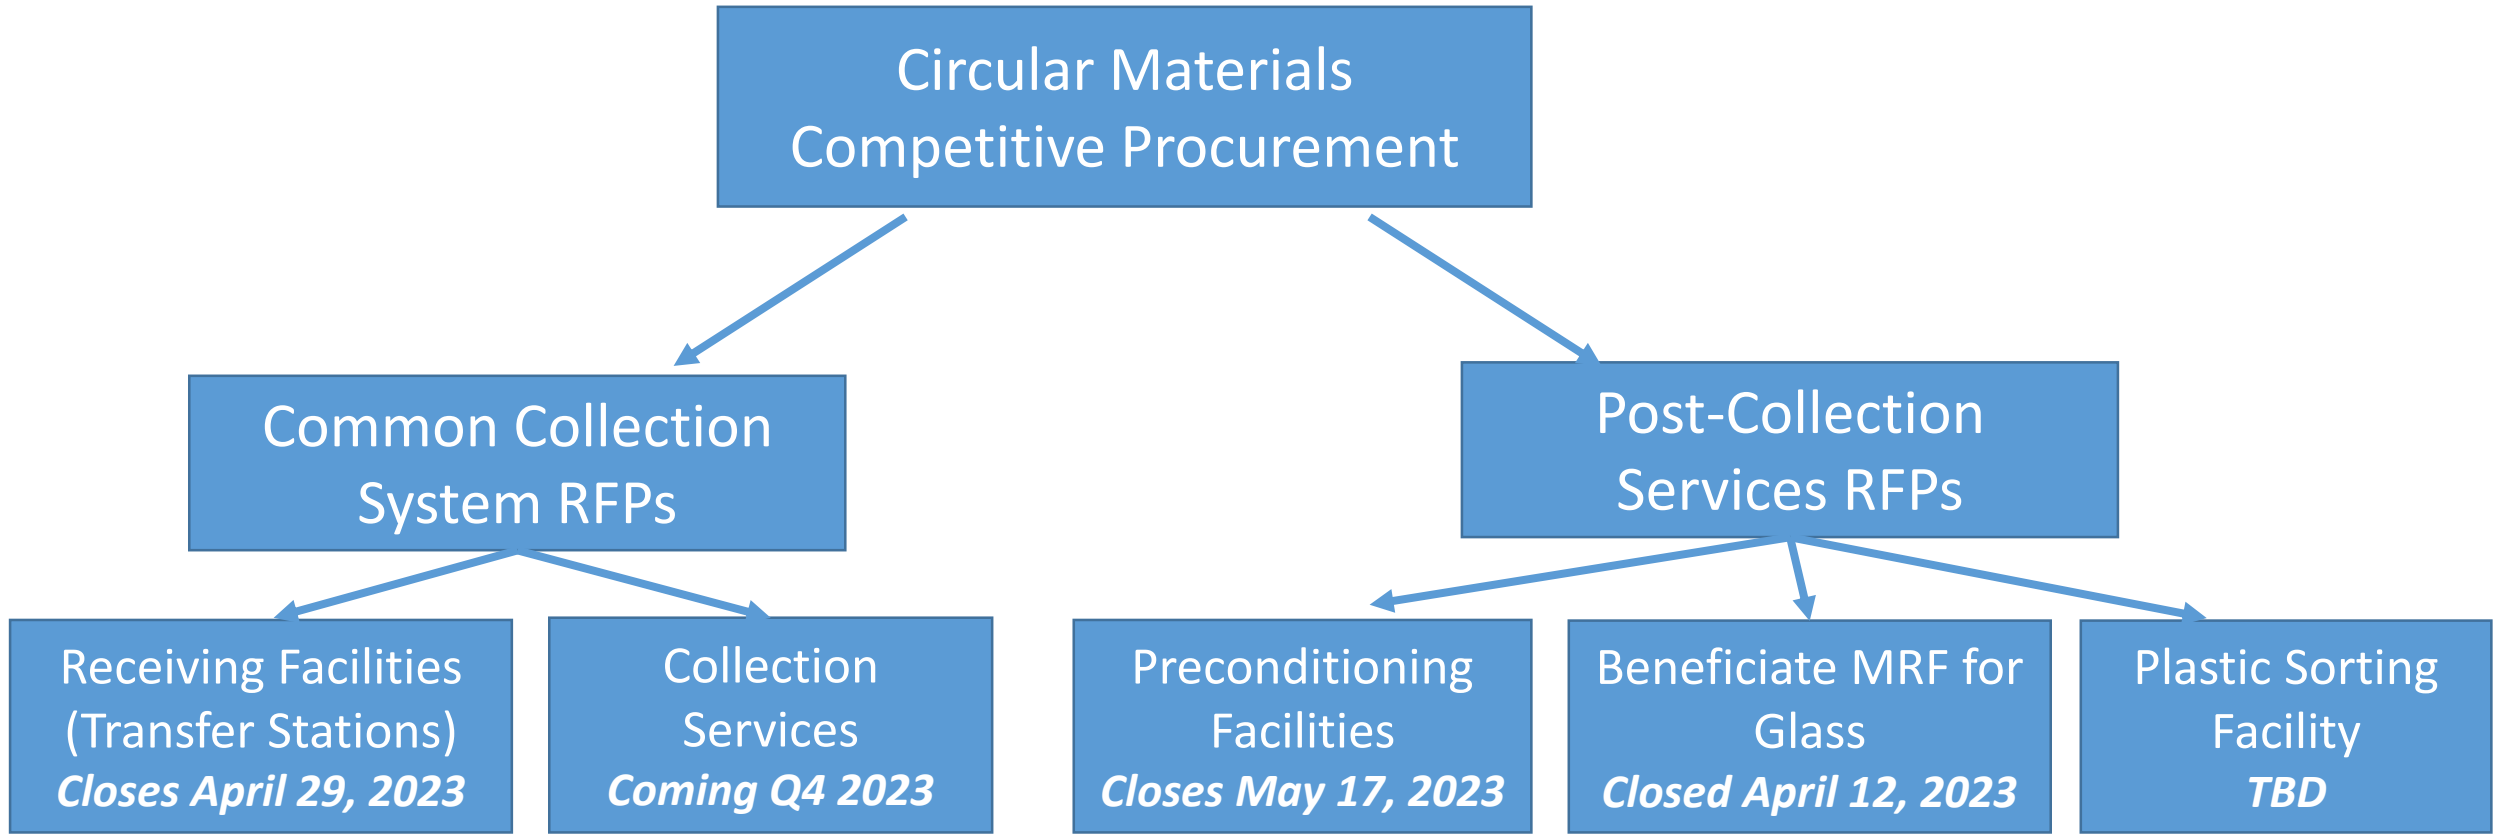 Circular Materials
Competitive Procurement
Common Collection
System RFPs
Post-Collection
Services RFPs
Receiving Facilities
(Transfer Stations)
Closes April 29, 2023
Collection
Services
Coming Q4 2023
Preconditioning
Facilities
Closes May 17, 2023
Beneficiate MRF for
Glass
Closed April 12, 2023
Plastic Sorting
Facility
TBD